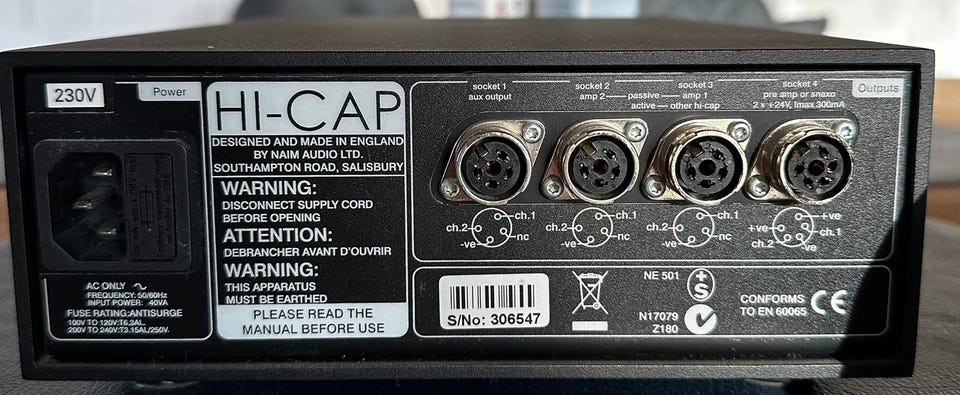 230V
Power
AC ONLY
FREQUENCY: 50/60Hz
INPUT POWER: 40VA
FUSE RATING:ANTISURGE
100V TO 120V:T6.3AL.
200V TO 240V:T3.15AL/250V.
HI-CAP
DESIGNED AND MADE IN ENGLAND
BY NAIM AUDIO LTD.
SOUTHAMPTON ROAD, SALISBURY
WARNING:
DISCONNECT SUPPLY CORD
BEFORE OPENING
ATTENTION:
DEBRANCHER AVANT D'OUVRIR
WARNING:
THIS APPARATUS
MUST BE EARTHED
PLEASE READ THE
MANUAL BEFORE USE
Outputs
socket 1
aux output
socket 2 socket 3
amp 2 passive amp 1
active other hi-cap
socket 4
pre amp or snaxo
2 x +24V, Imax 300mA
ch.1
ch.2 nc
-ve
ch.1
ch.2 nc
-ve
ch.1
ch.2 nc
-ve
+ve
+ve ch.1
ch.2 -ve
S/No: 306547
NE 501
S
N17079
Z180
CONFORMS
TO EN 60065
CE